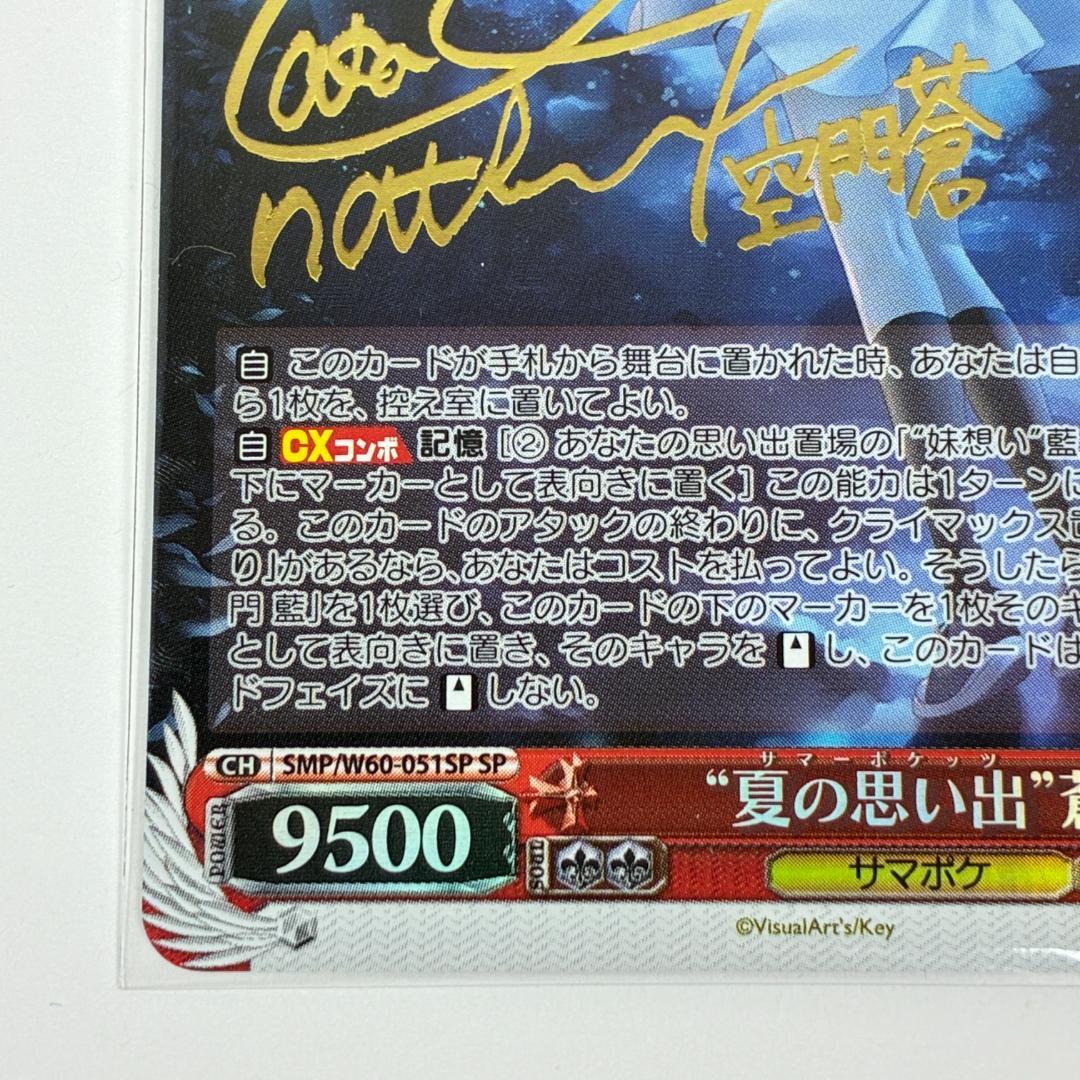 空門蒼
自 このカードが手札から舞台に置かれた時、あなたは自
ら1枚を、控え室に置いてよい。
自 CXコンボ 記憶 [② あなたの思い出置場の「“妹想い”藍
下にマーカーとして表向きに置く] この能力は1ターンに
る。このカードのアタックの終わりに、クライマックス
り」があるなら、あなたはコストを払ってよい。そうしたら
門 藍」を1枚選び、このカードの下のマーカーを1枚その
として表向きに置き、そのキャラを し、このカードは
ドフェイズに しない。
CH SMP/W60-051SP SP
サマーポケッツ
“夏の思い出”蒼
POWER 9500
SOUL
サマポケ
©VisualArt's/Key